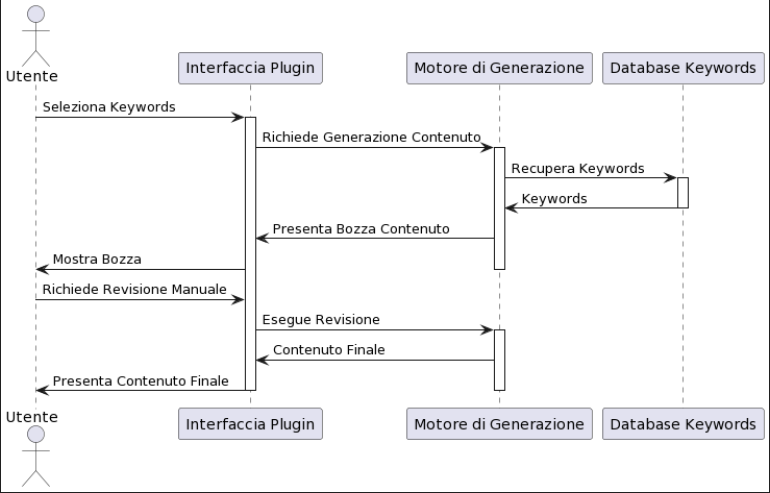 Utente
Interfaccia Plugin
Motore di Generazione
Database Keywords
Seleziona Keywords
Richiede Generazione Contenuto
Recupera Keywords
Keywords
Presenta Bozza Contenuto
Mostra Bozza
Richiede Revisione Manuale
Esegue Revisione
Contenuto Finale
Presenta Contenuto Finale
Utente
Interfaccia Plugin
Motore di Generazione
Database Keywords